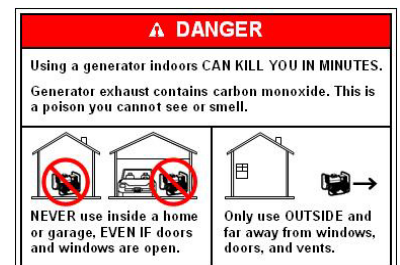 DANGER
Using a generator indoors CAN KILL YOU IN MINUTES.
Generator exhaust contains carbon monoxide. This is
a poison you cannot see or smell.
NEVER use inside a home
or garage, EVEN IF doors
and windows are open.
Only use OUTSIDE and
far away from windows,
doors, and vents.